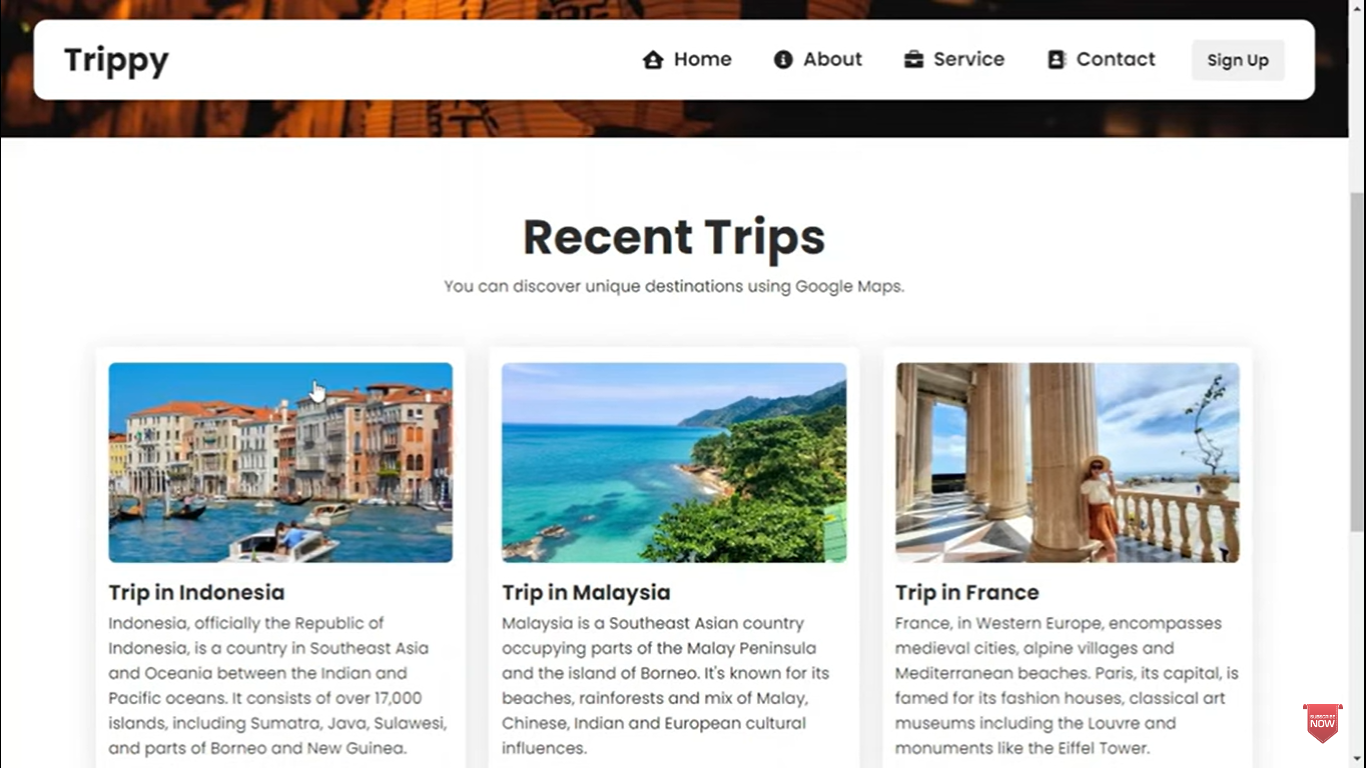 Trippy
Home
About
Service
Contact
Sign Up
Recent Trips
You can discover unique destinations using Google Maps.
Trip in Indonesia
Indonesia, officially the Republic of
Indonesia, is a country in Southeast Asia
and Oceania between the Indian and
Pacific oceans. It consists of over 17,000
islands, including Sumatra, Java, Sulawesi,
and parts of Borneo and New Guinea.
Trip in Malaysia
Malaysia is a Southeast Asian country
occupying parts of the Malay Peninsula
and the island of Borneo. It's known for its
beaches, rainforests and mix of Malay,
Chinese, Indian and European cultural
influences.
Trip in France
France, in Western Europe, encompasses
medieval cities, alpine villages and
Mediterranean beaches. Paris, its capital, is
famed for its fashion houses, classical art
museums including the Louvre and
monuments like the Eiffel Tower.
SUBSCRIBE
NOW